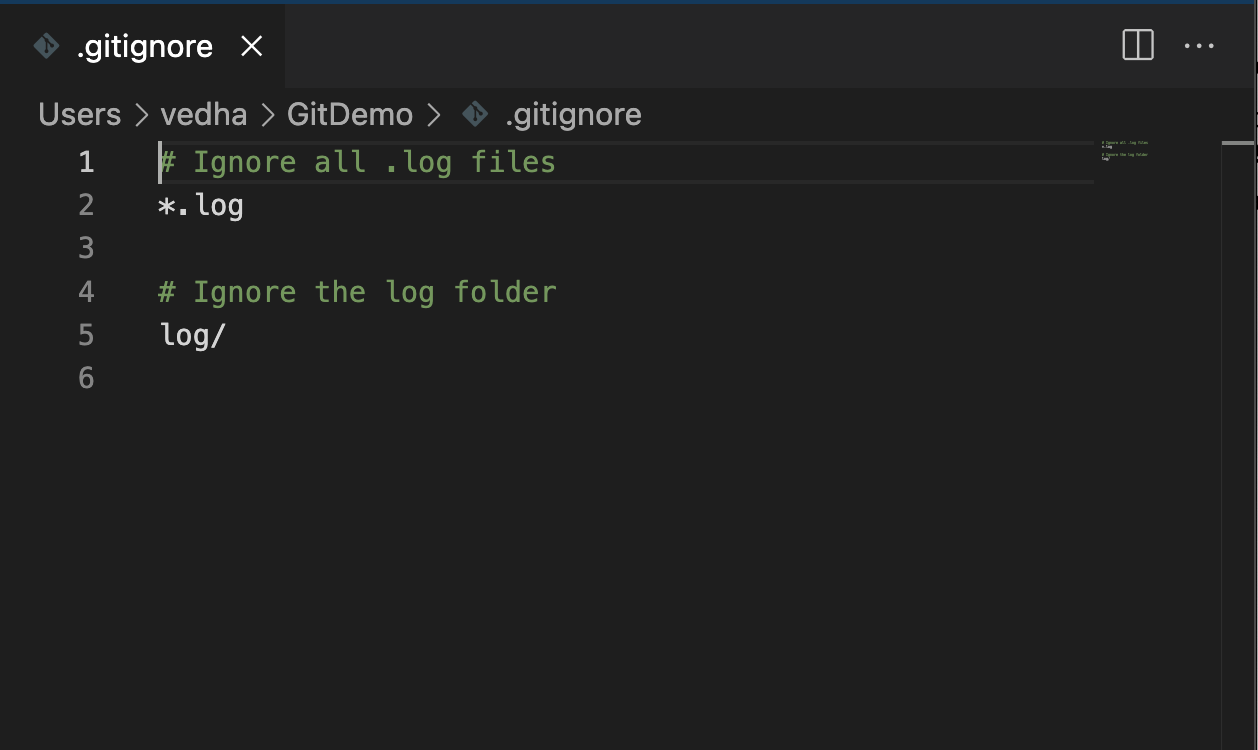 .gitignore
Users > vedha > GitDemo > .gitignore
1 # Ignore all .log files
2 *.log
3
4 # Ignore the log folder
5 log/
6